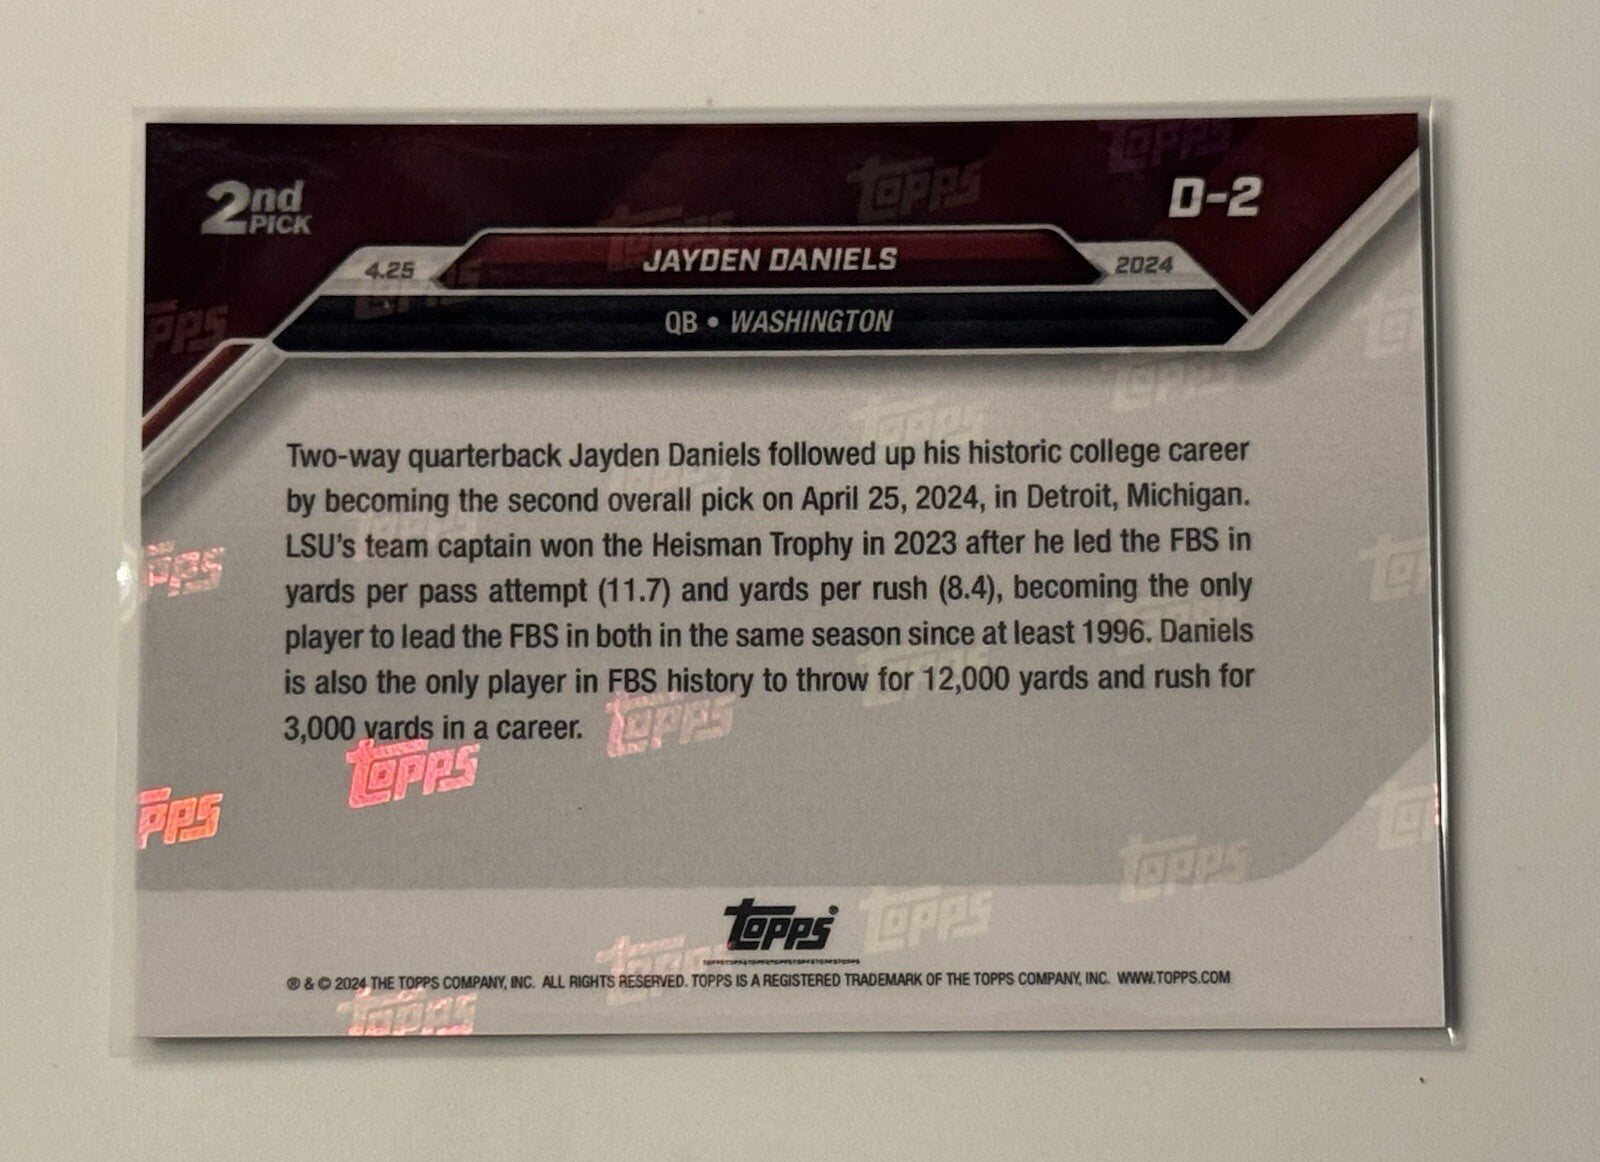 2nd PICK
D-2
JAYDEN DANIELS
4.25
2024
QB • WASHINGTON
Two-way quarterback Jayden Daniels followed up his historic college career
by becoming the second overall pick on April 25, 2024, in Detroit, Michigan.
LSU's team captain won the Heisman Trophy in 2023 after he led the FBS in
yards per pass attempt (11.7) and yards per rush (8.4), becoming the only
player to lead the FBS in both in the same season since at least 1996. Daniels
is also the only player in FBS history to throw for 12,000 yards and rush for
3,000 yards in a career.
Topps
® & © 2024 THE TOPPS COMPANY, INC. ALL RIGHTS RESERVED. TOPPS IS A REGISTERED TRADEMARK OF THE TOPPS COMPANY, INC. WWW.TOPPS.COM